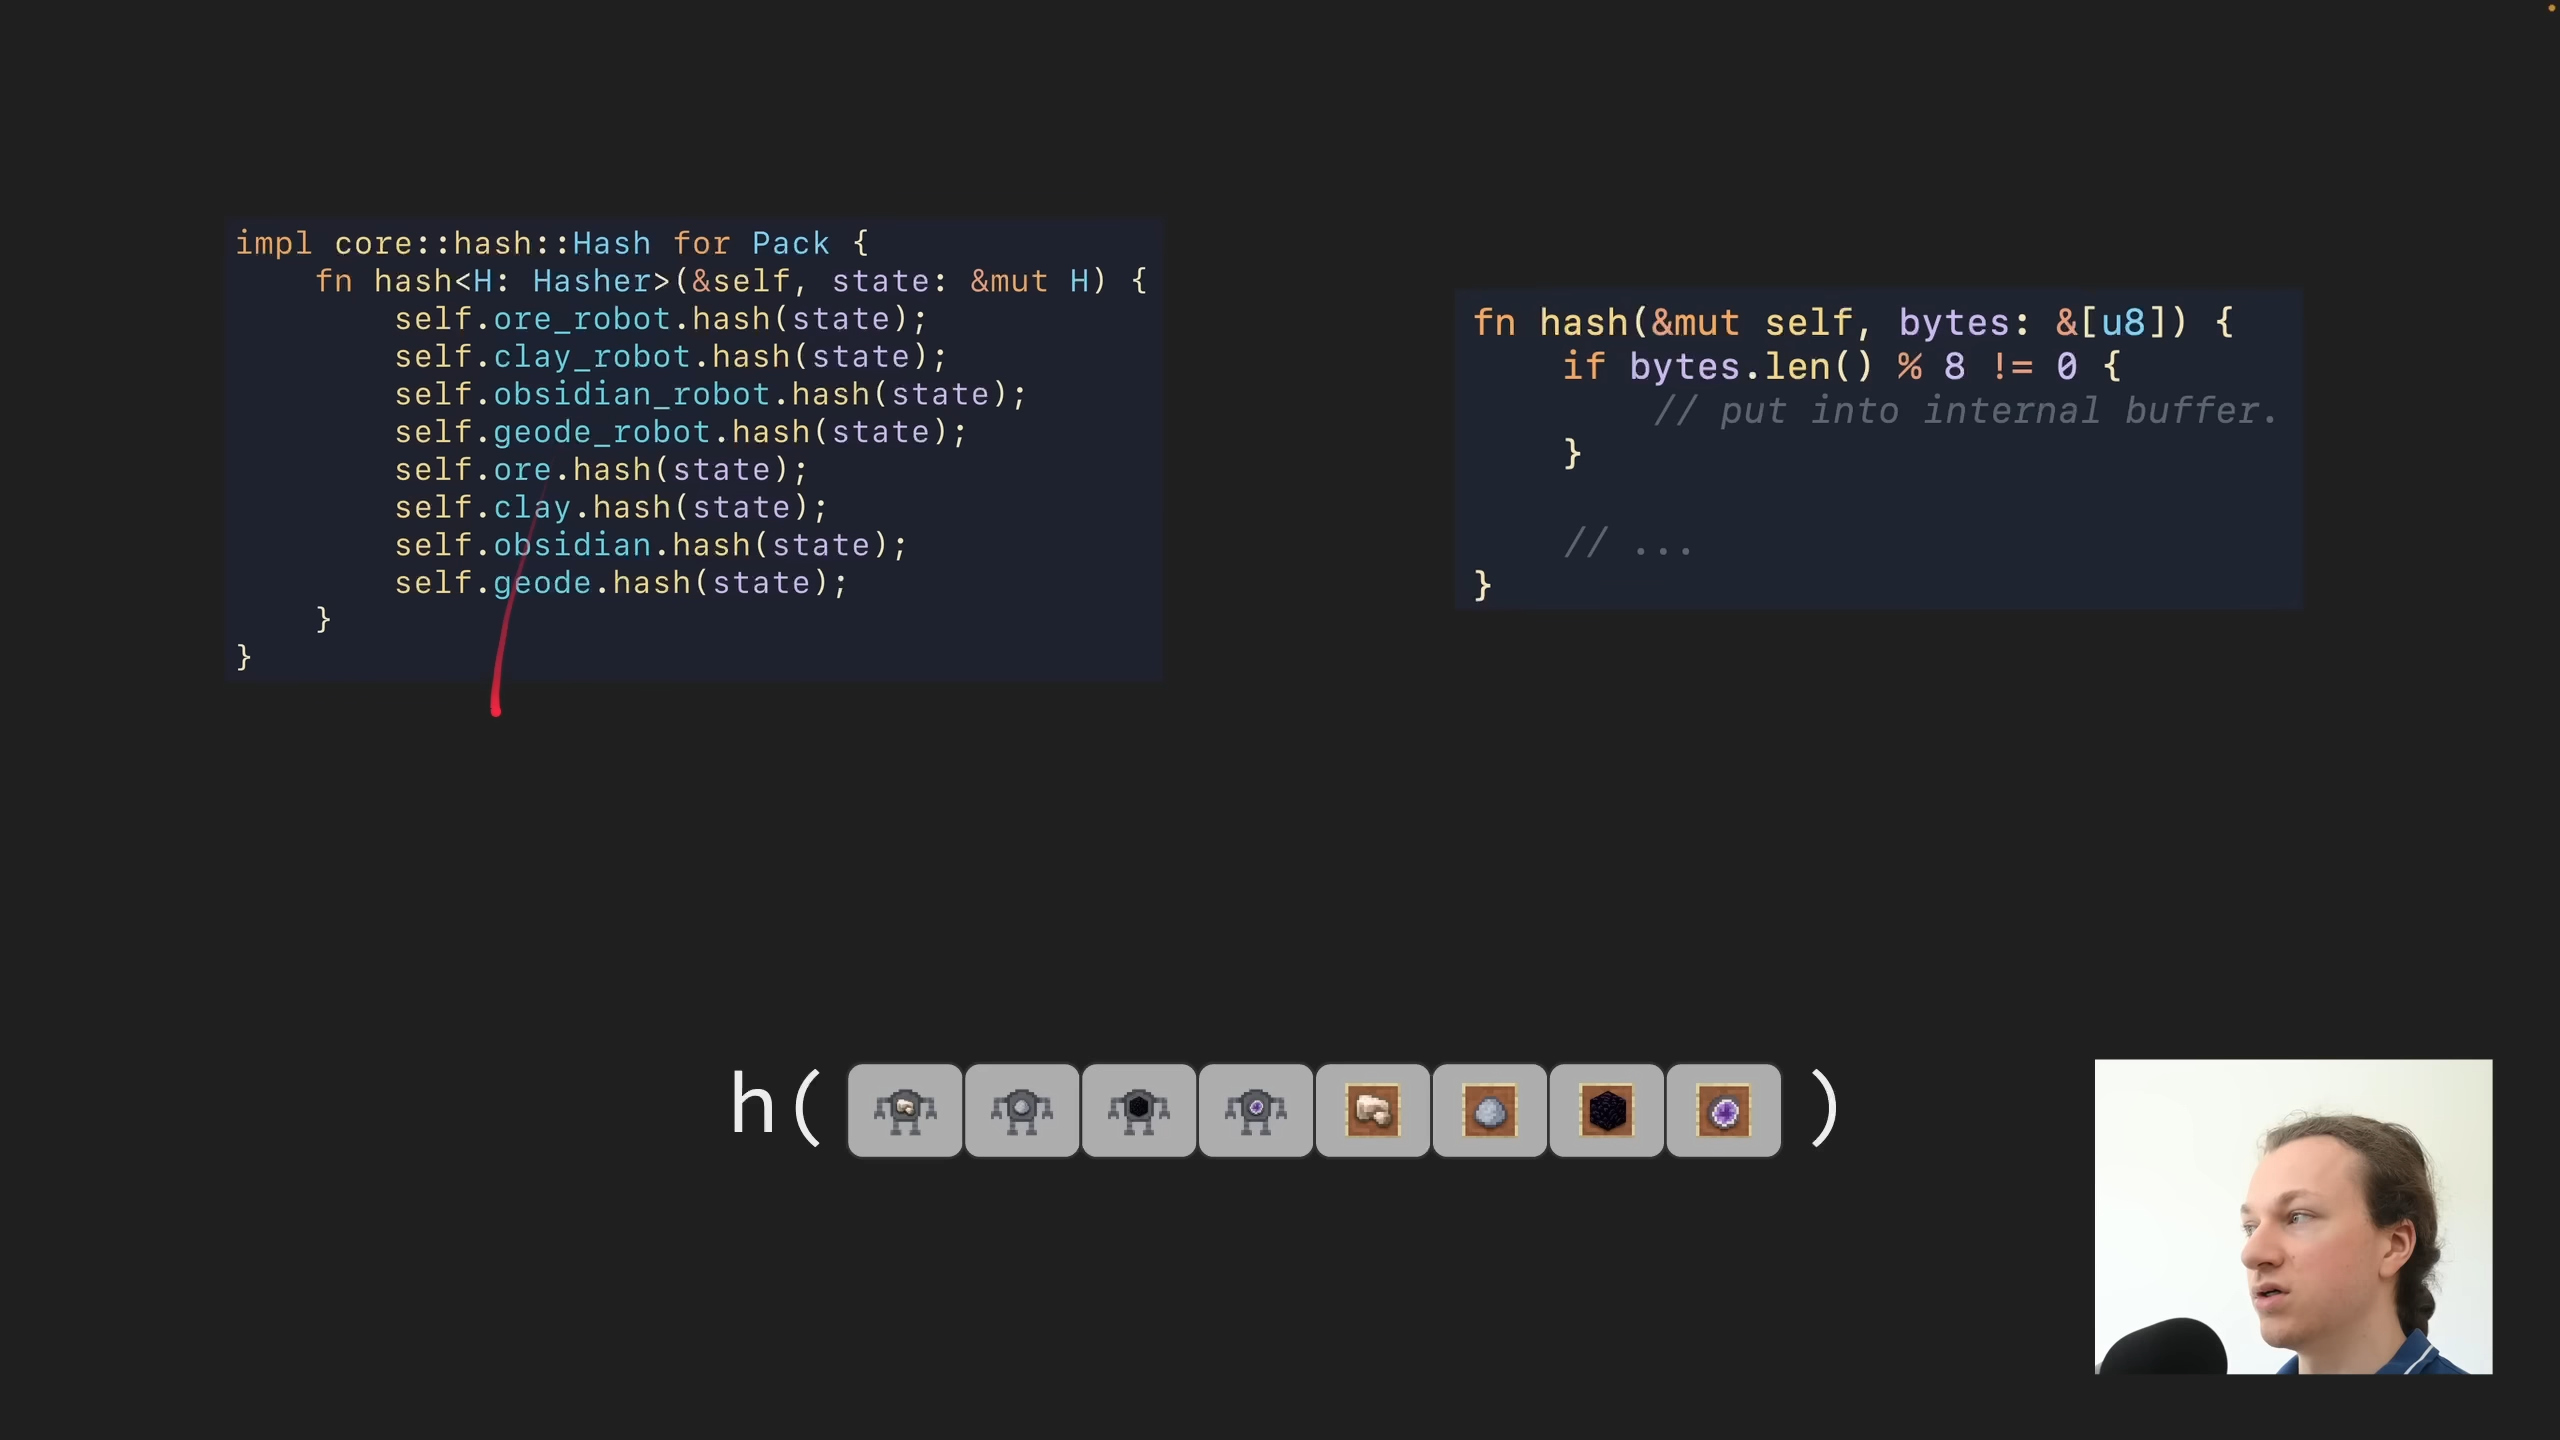 impl core::hash::Hash for Pack {
    fn hash<H: Hasher>(&self, state: &mut H) {
        self.ore_robot.hash(state);
        self.clay_robot.hash(state);
        self.obsidian_robot.hash(state);
        self.geode_robot.hash(state);
        self.ore.hash(state);
        self.clay.hash(state);
        self.obsidian.hash(state);
        self.geode.hash(state);
    }
}
fn hash(&mut self, bytes: &[u8]) {
    if bytes.len() % 8 != 0 {
        // put into internal buffer.
    }

    // ...
}
h( )